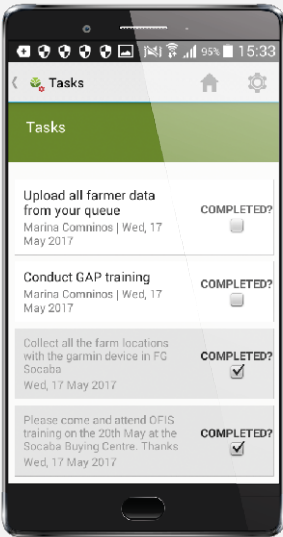 95% 15:33
Tasks
Tasks
Upload all farmer data
from your queue
Marina Comninos | Wed, 17
May 2017
COMPLETED?
Conduct GAP training
Marina Comninos | Wed, 17
May 2017
COMPLETED?
Collect all the farm locations
with the garmin device in FG
Socaba
Wed, 17 May 2017
COMPLETED?
Please come and attend OFIS
training on the 20th May at the
Socaba Buying Centre. Thanks
Wed, 17 May 2017
COMPLETED?